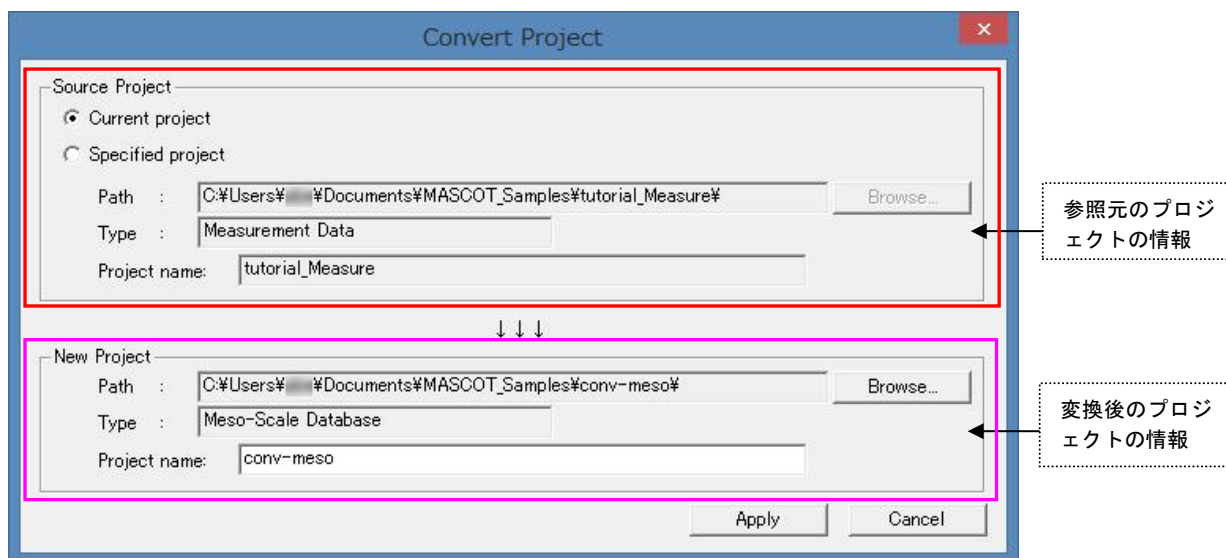 Convert Project
Source Project
Current project
Specified project
Path :
C:¥Users¥ ¥Documents¥MASCOT_Samples¥tutorial_Measure¥
Browse...
Type :
Measurement Data
Project name:
tutorial_Measure
参照元のプロジ
ェクトの情報
↓↓↓
New Project
Path :
C:¥Users¥ ¥Documents¥MASCOT_Samples¥conv-meso¥
Browse...
Type :
Meso-Scale Database
Project name:
conv-meso
変換後のプロジ
ェクトの情報
Apply
Cancel